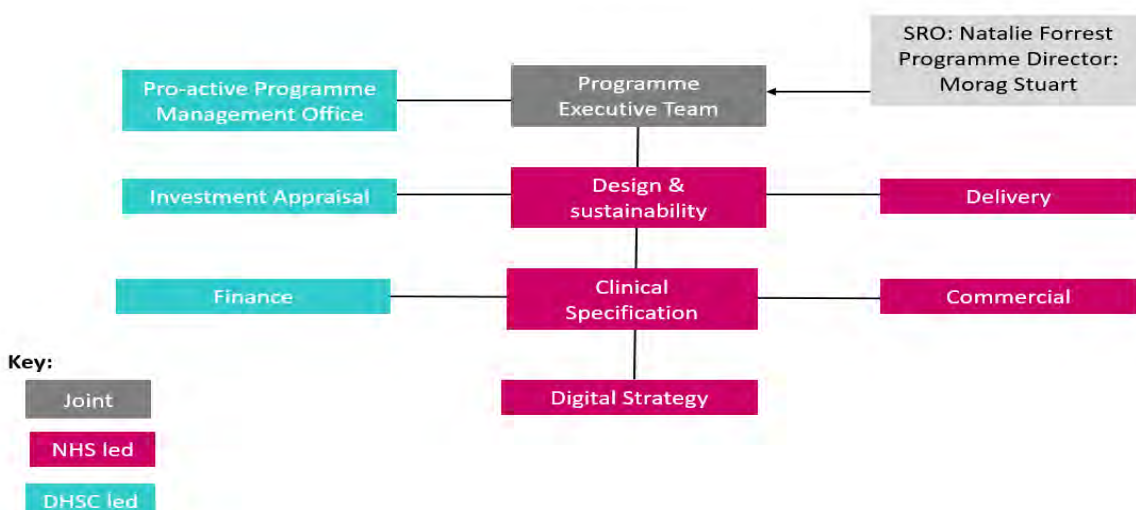 SRO: Natalie Forrest
Programme Director:
Morag Stuart
Pro-active Programme
Management Office
Programme
Executive Team
Investment Appraisal
Design &
sustainability
Delivery
Finance
Clinical
Specification
Commercial
Key:
Joint
Digital Strategy
NHS led
DHSC led